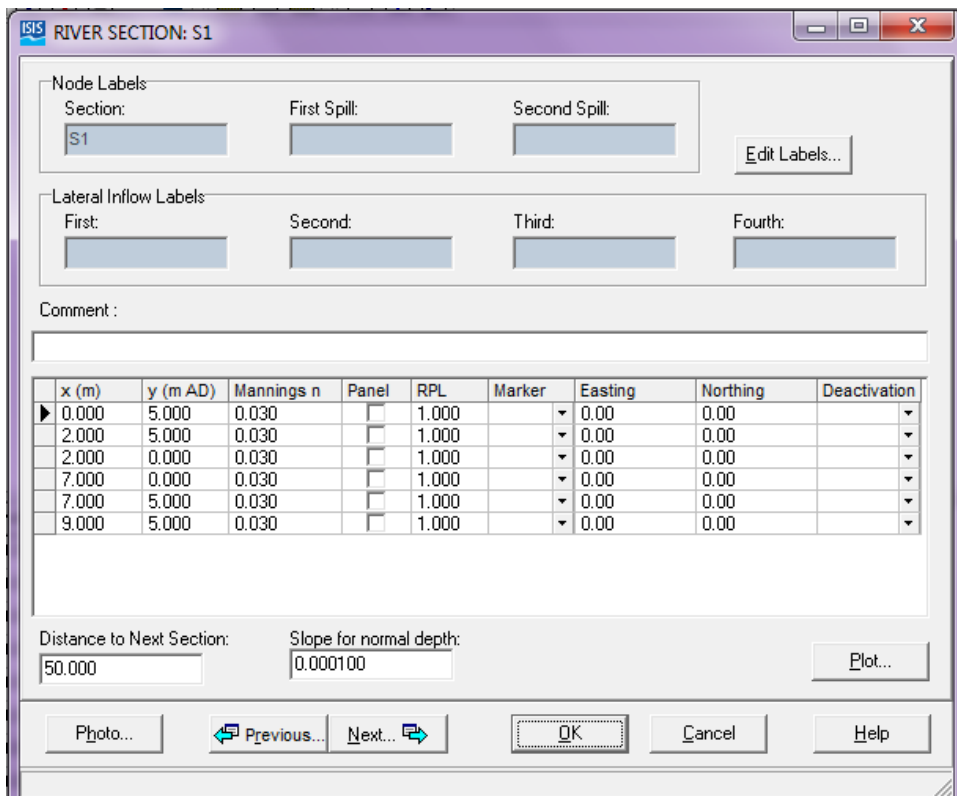 ISIS RIVER SECTION: S1
Node Labels
Section: First Spill: Second Spill:
S1
Edit Labels...
Lateral Inflow Labels
First: Second: Third: Fourth:
Comment :
x (m) y (m AD) Mannings n Panel RPL Marker Easting Northing Deactivation
0.000 5.000 0.030 1.000 0.00 0.00
2.000 5.000 0.030 1.000 0.00 0.00
2.000 0.000 0.030 1.000 0.00 0.00
7.000 0.000 0.030 1.000 0.00 0.00
7.000 5.000 0.030 1.000 0.00 0.00
9.000 5.000 0.030 1.000 0.00 0.00
Distance to Next Section: Slope for normal depth:
50.000 0.000100
Plot...
Photo... Previous... Next... OK Cancel Help